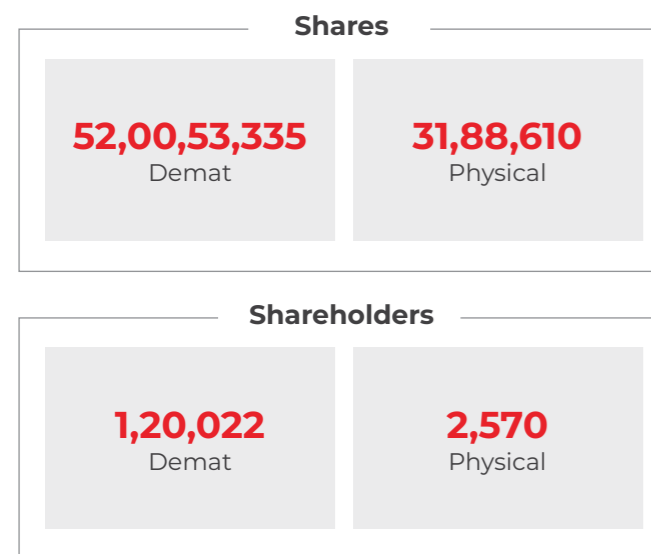 Shares
52,00,53,335
Demat
31,88,610
Physical
Shareholders
1,20,022
Demat
2,570
Physical